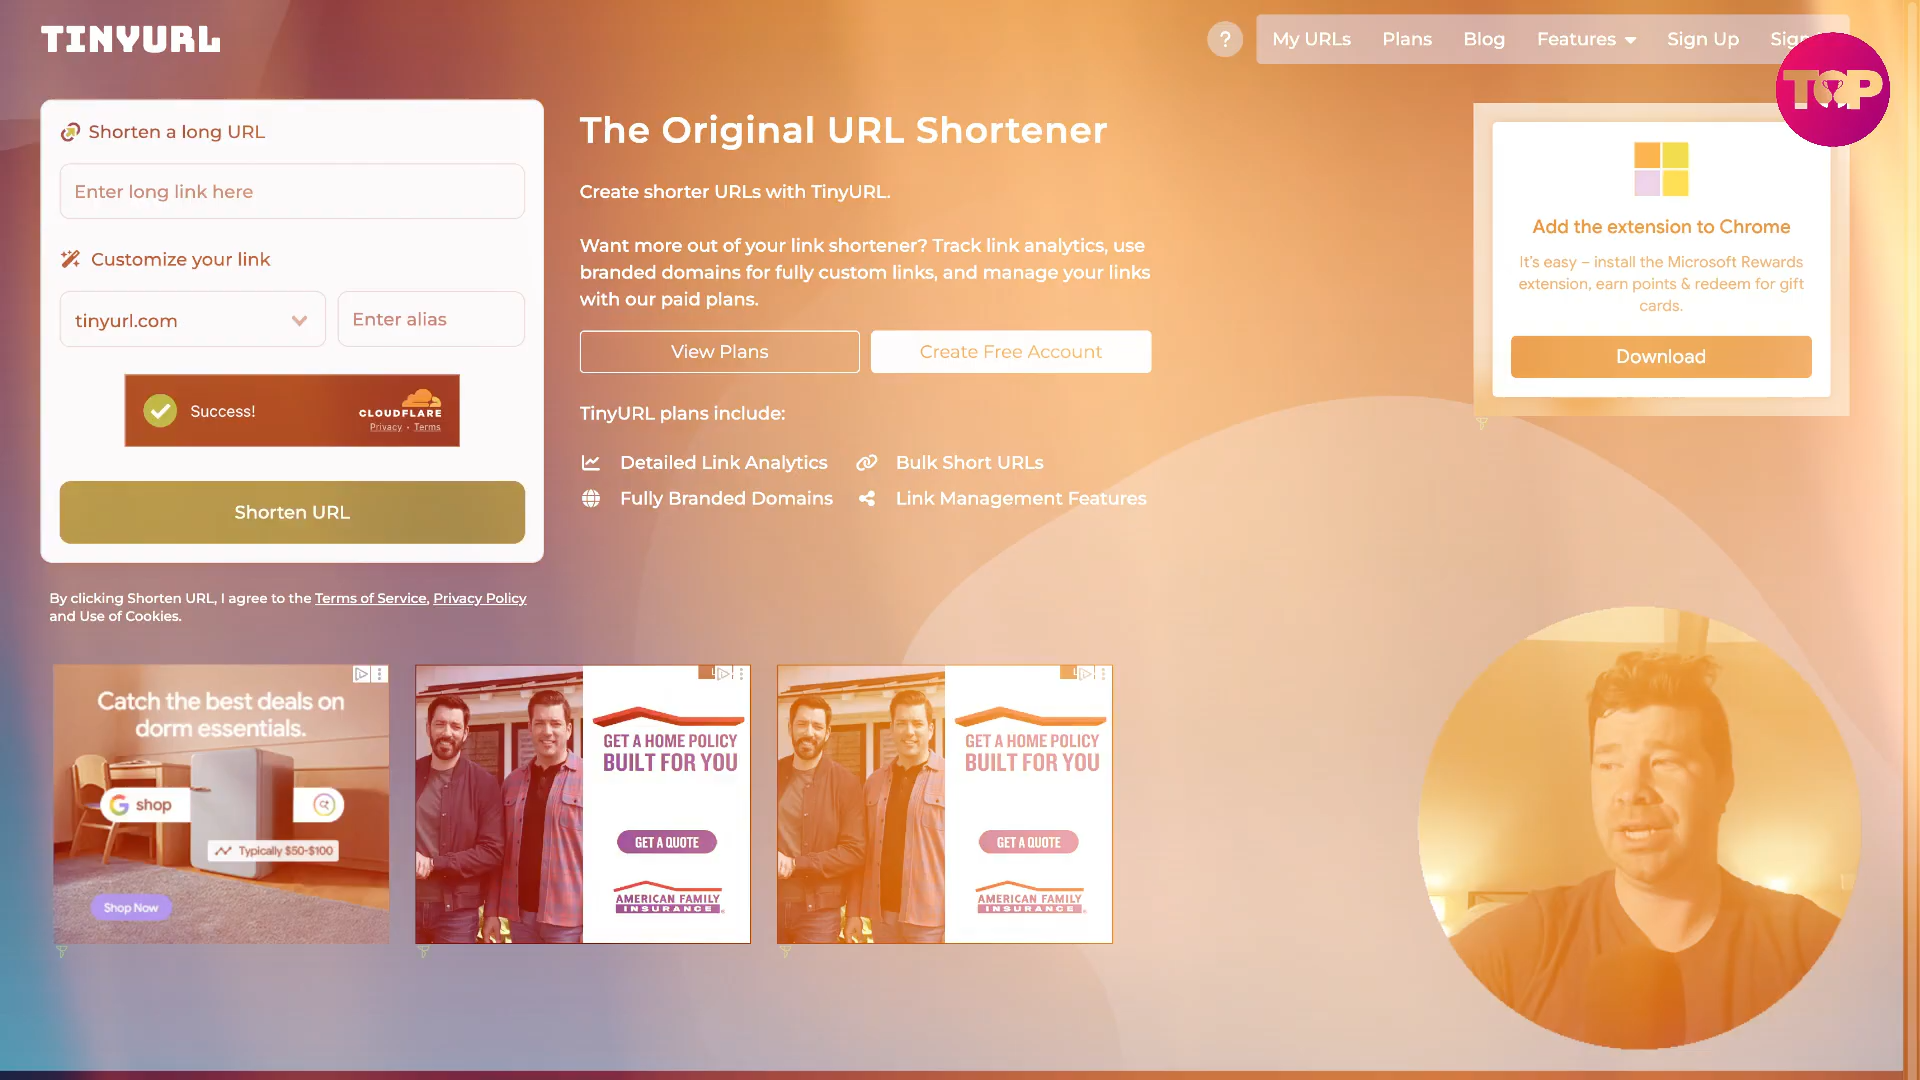 TINYURL
?
My URLs
Plans
Blog
Features
Sign Up
Sign
TOP
Shorten a long URL
Enter long link here
Customize your link
tinyurl.com
Enter alias
Success!
CLOUDFLARE
Privacy • Terms
Shorten URL
By clicking Shorten URL, I agree to the Terms of Service, Privacy Policy
and Use of Cookies.
The Original URL Shortener
Create shorter URLs with TinyURL.
Want more out of your link shortener? Track link analytics, use
branded domains for fully custom links, and manage your links
with our paid plans.
View Plans
Create Free Account
TinyURL plans include:
Detailed Link Analytics
Bulk Short URLs
Fully Branded Domains
Link Management Features
Add the extension to Chrome
It's easy – install the Microsoft Rewards
extension, earn points & redeem for gift
cards.
Download
Catch the best deals on
dorm essentials.
G shop
Typically $50-$100
Shop Now
GET A HOME POLICY
BUILT FOR YOU
GET A QUOTE
AMERICAN FAMILY
INSURANCE
GET A HOME POLICY
BUILT FOR YOU
GET A QUOTE
AMERICAN FAMILY
INSURANCE